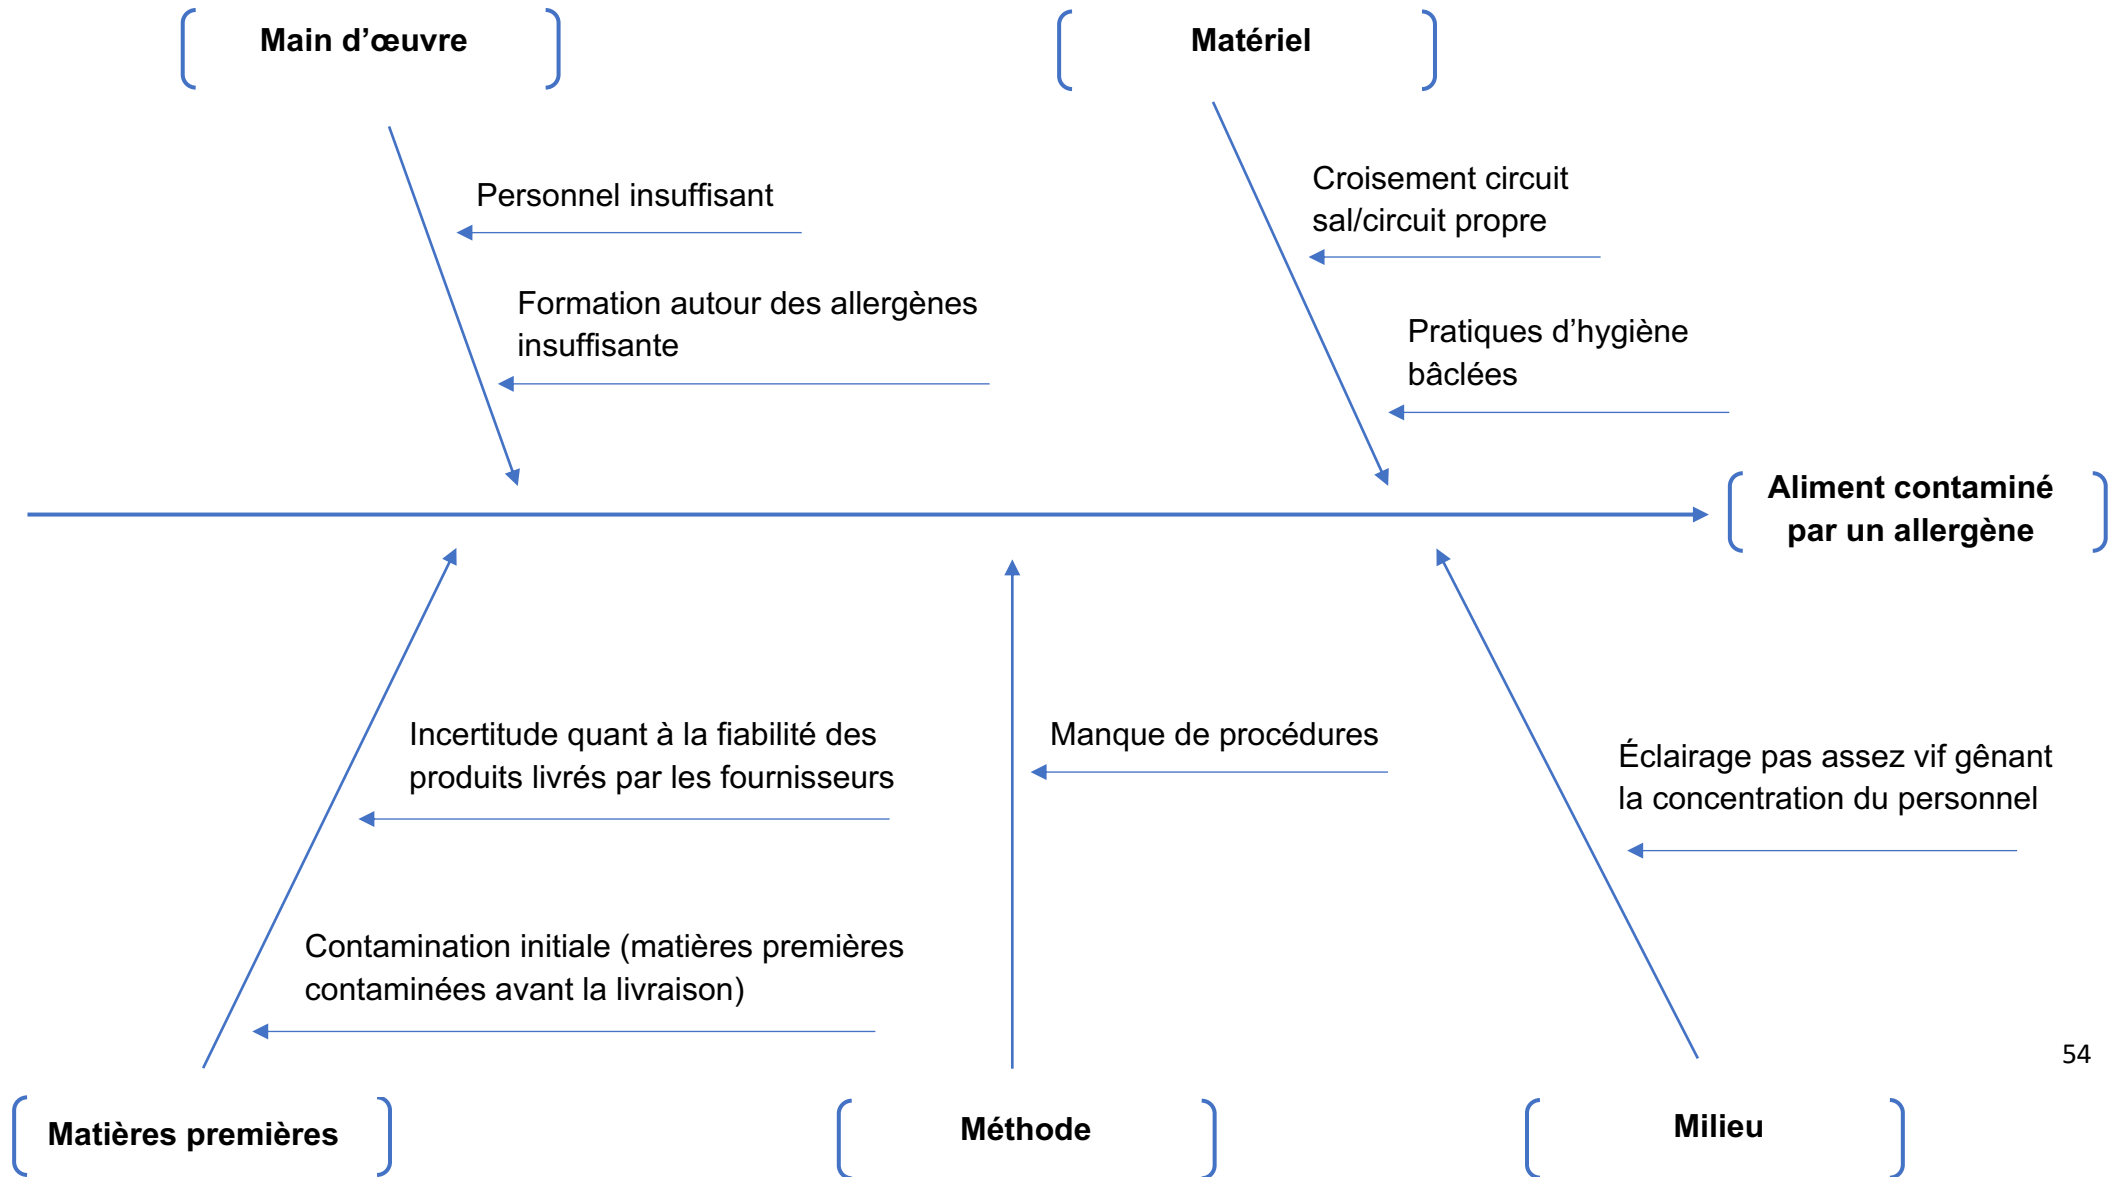 Main d’œuvre
Matériel
Personnel insuffisant
Formation autour des allergènes
insuffisante
Croisement circuit
sal/circuit propre
Pratiques d’hygiène
bâclées
Aliment contaminé
par un allergène
Incertitude quant à la fiabilité des
produits livrés par les fournisseurs
Contamination initiale (matières premières
contaminées avant la livraison)
Manque de procédures
Éclairage pas assez vif gênant
la concentration du personnel
54
Matières premières
Méthode
Milieu